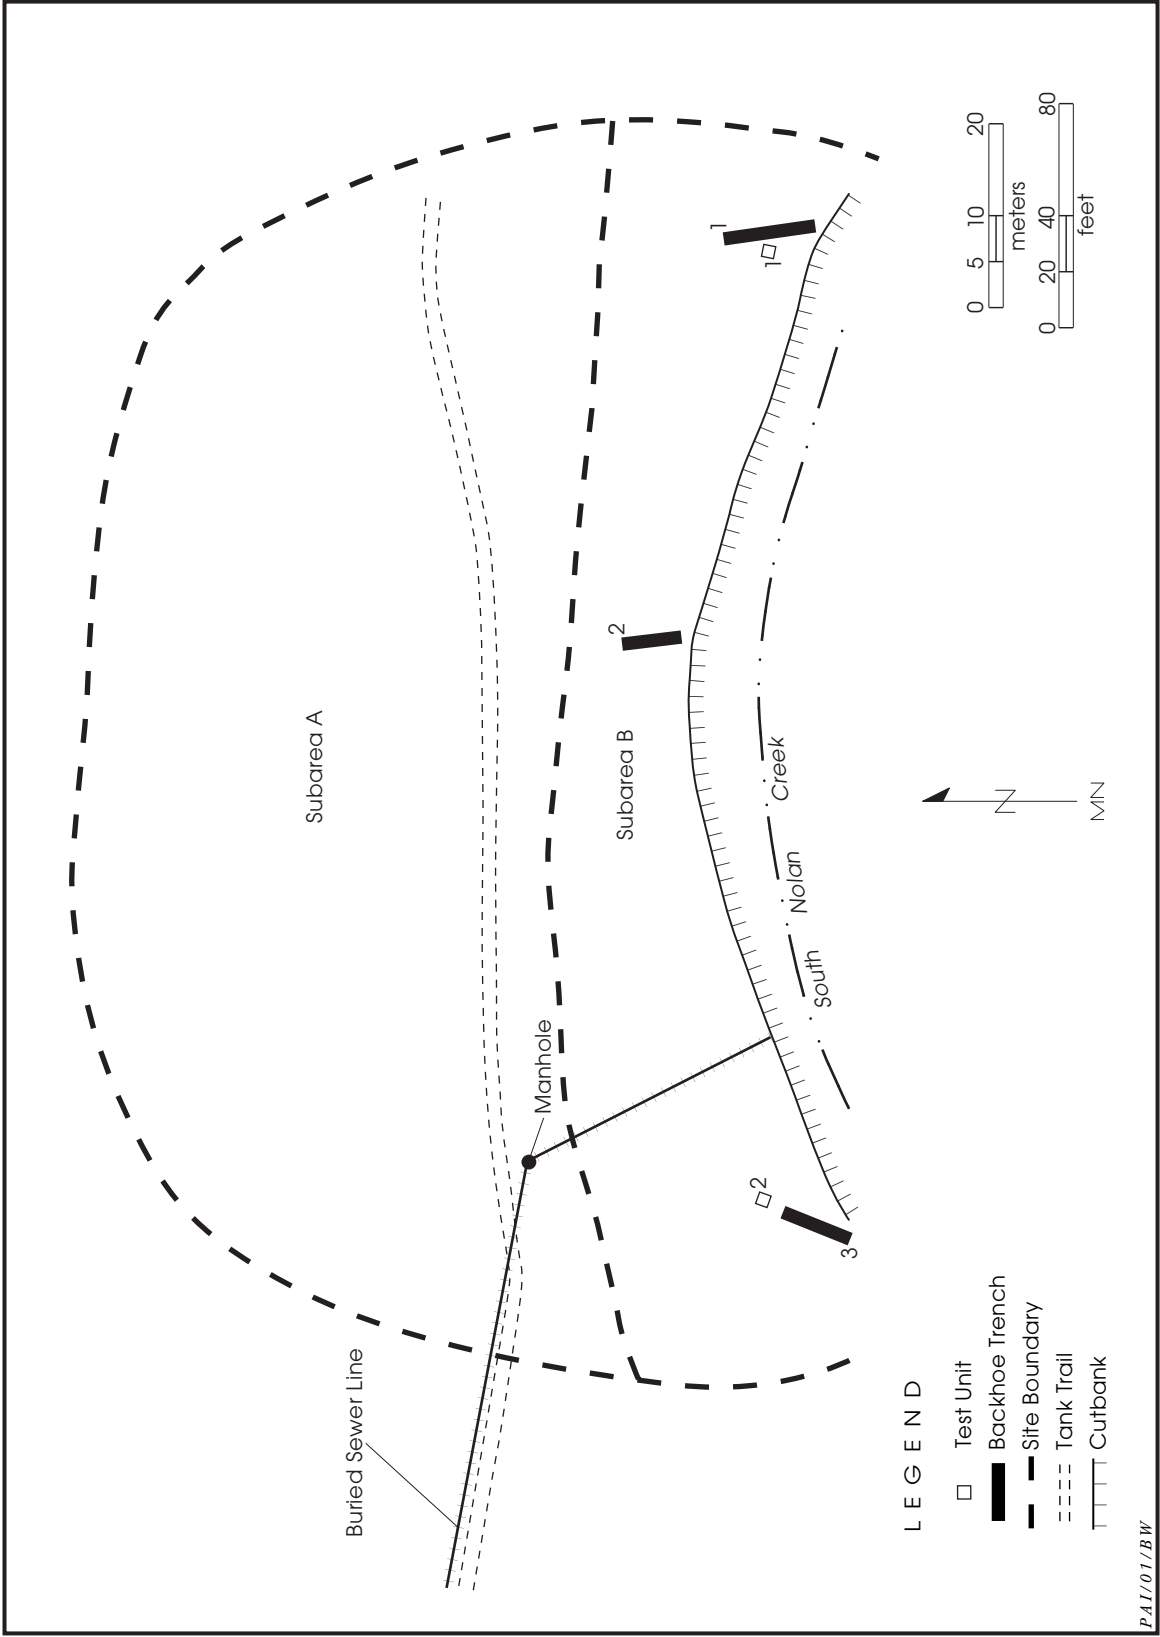 Subarea A
Buried Sewer Line
Manhole
Subarea B
1
1
2
2
3
South Nolan Creek
LEGEND
Test Unit
Backhoe Trench
Site Boundary
Tank Trail
Cutbank
N
MN
0 5 10 20
meters
0 20 40 80
feet
PAI/01/BW